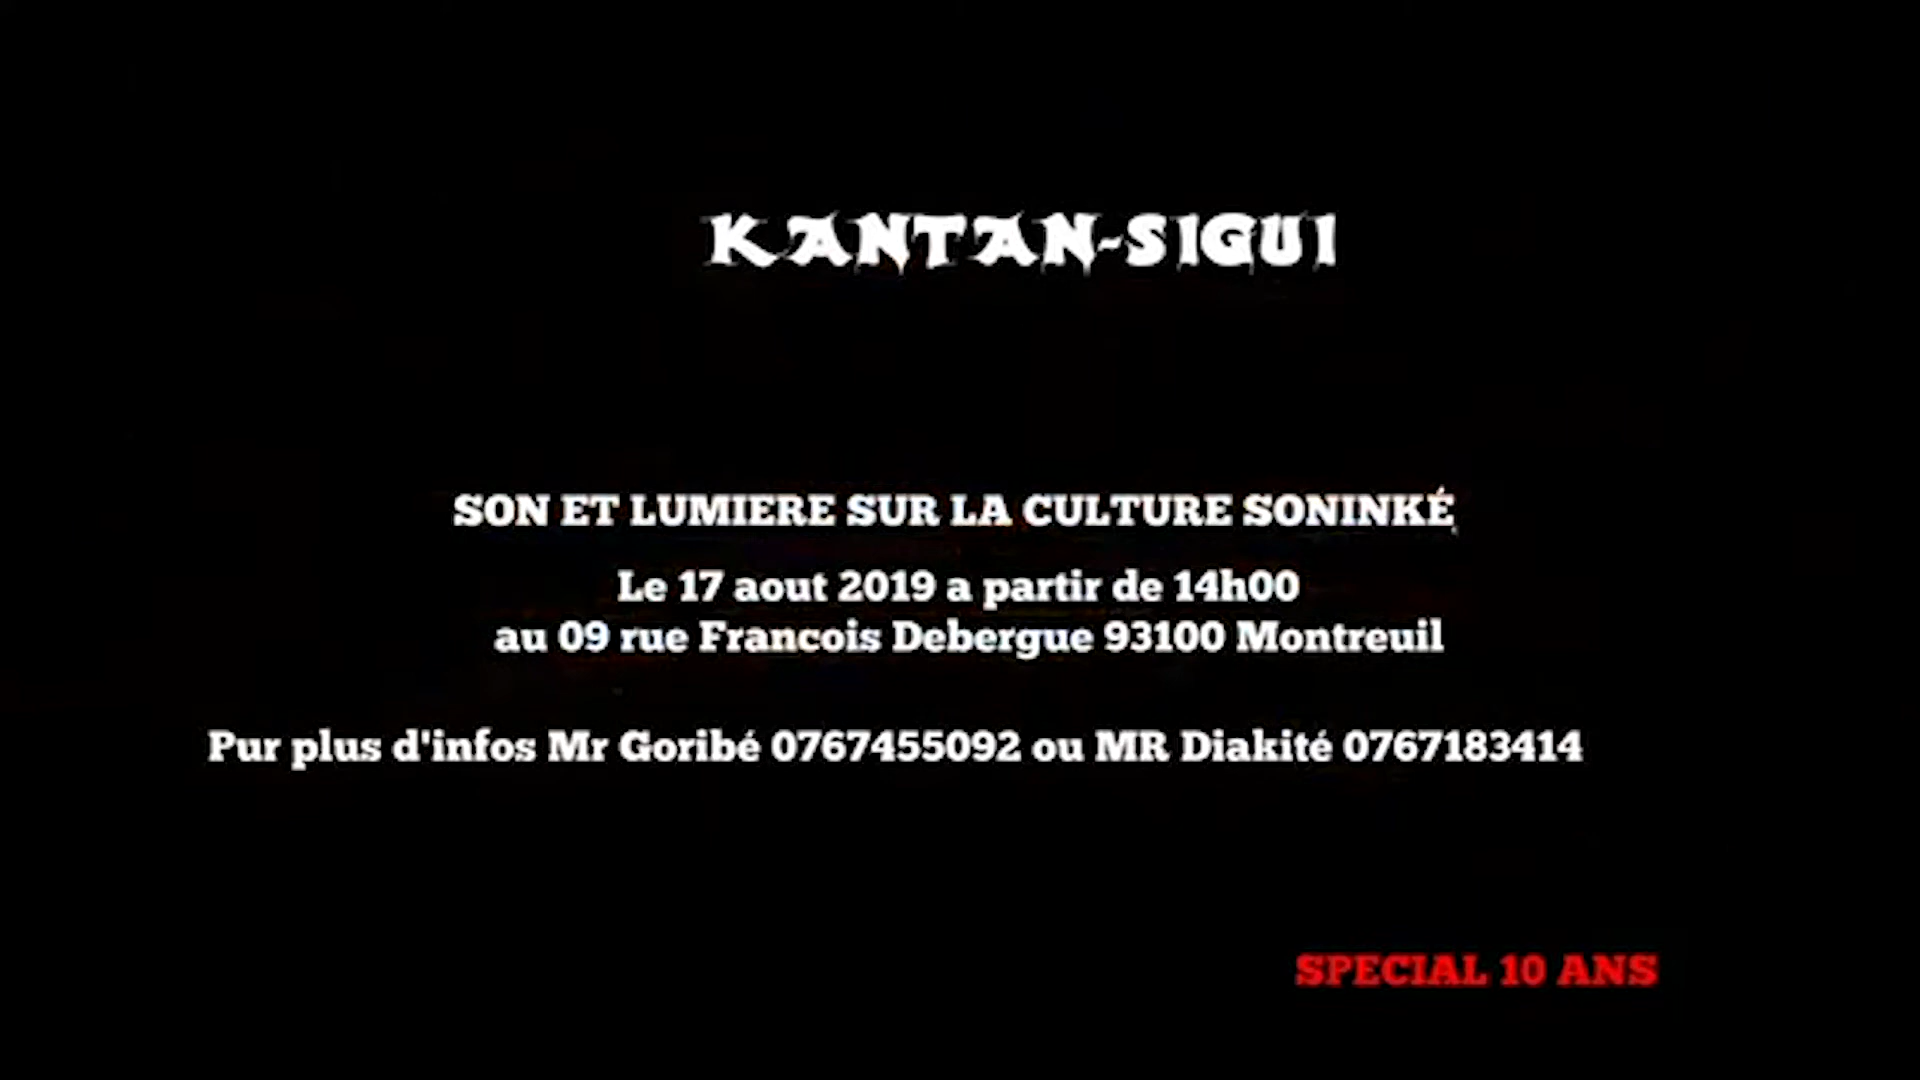 KANTAN-SIGUI
SON ET LUMIERE SUR LA CULTURE SONINKÉ
Le 17 aout 2019 a partir de 14h00
au 09 rue Francois Debergue 93100 Montreuil
Pur plus d'infos Mr Goribé 0767455092 ou MR Diakité 0767183414
SPECIAL 10 ANS